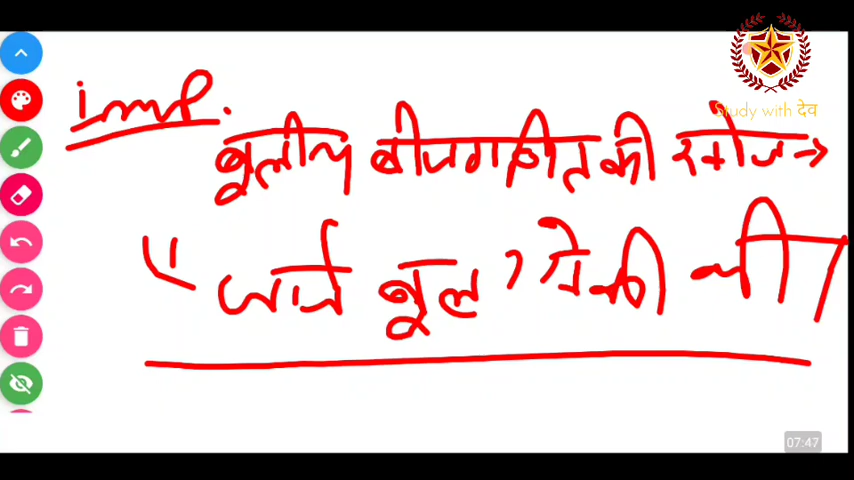 Study with देव
imp.
बूलीय बीजगणित की खोज →
"जार्ज बूल' ने की थी।
07:47